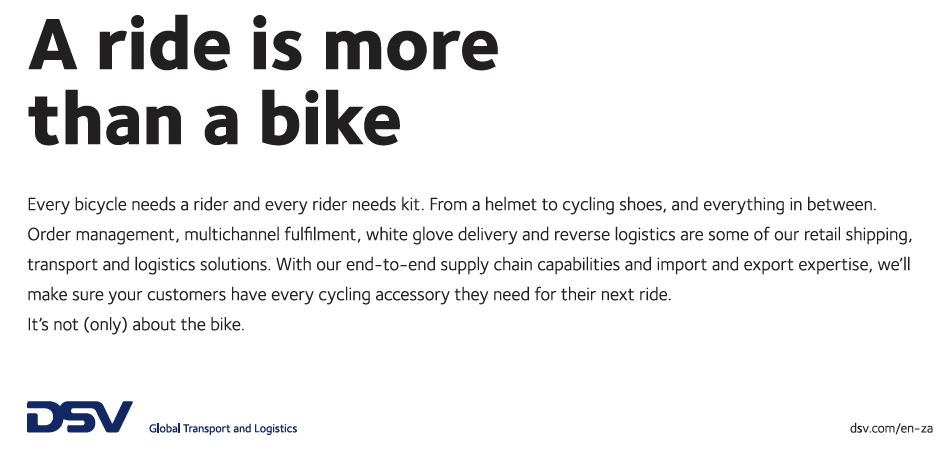 A ride is more
than a bike
Every bicycle needs a rider and every rider needs kit. From a helmet to cycling shoes, and everything in between.
Order management, multichannel fulfilment, white glove delivery and reverse logistics are some of our retail shipping,
transport and logistics solutions. With our end-to-end supply chain capabilities and import and export expertise, we'll
make sure your customers have every cycling accessory they need for their next ride.
It's not (only) about the bike.
DSV Global Transport and Logistics
dsv.com/en-za